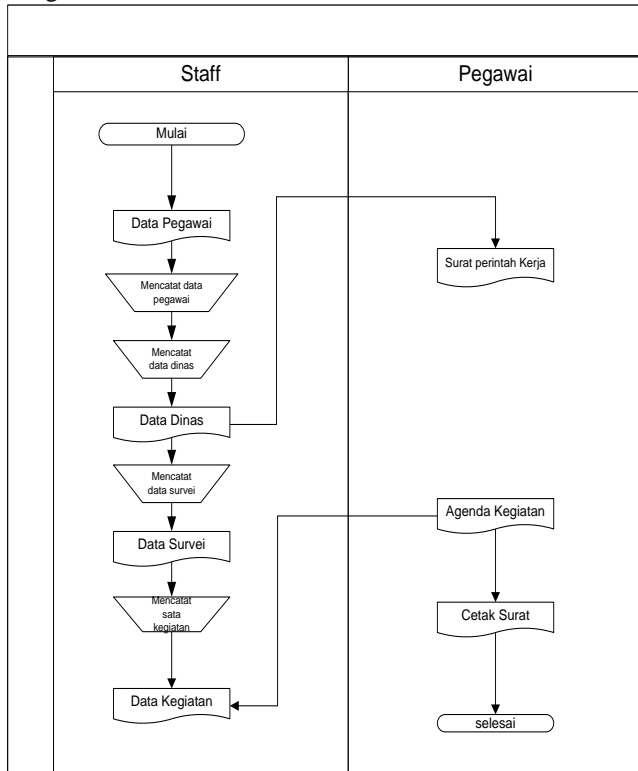 Staff
Pegawai
Mulai
Data Pegawai
Surat perintah Kerja
Mencatat data
pegawai
Mencatat
data dinas
Data Dinas
Mencatat
data survei
Agenda Kegiatan
Data Survei
Mencatat
sata
kegiatan
Cetak Surat
Data Kegiatan
selesai